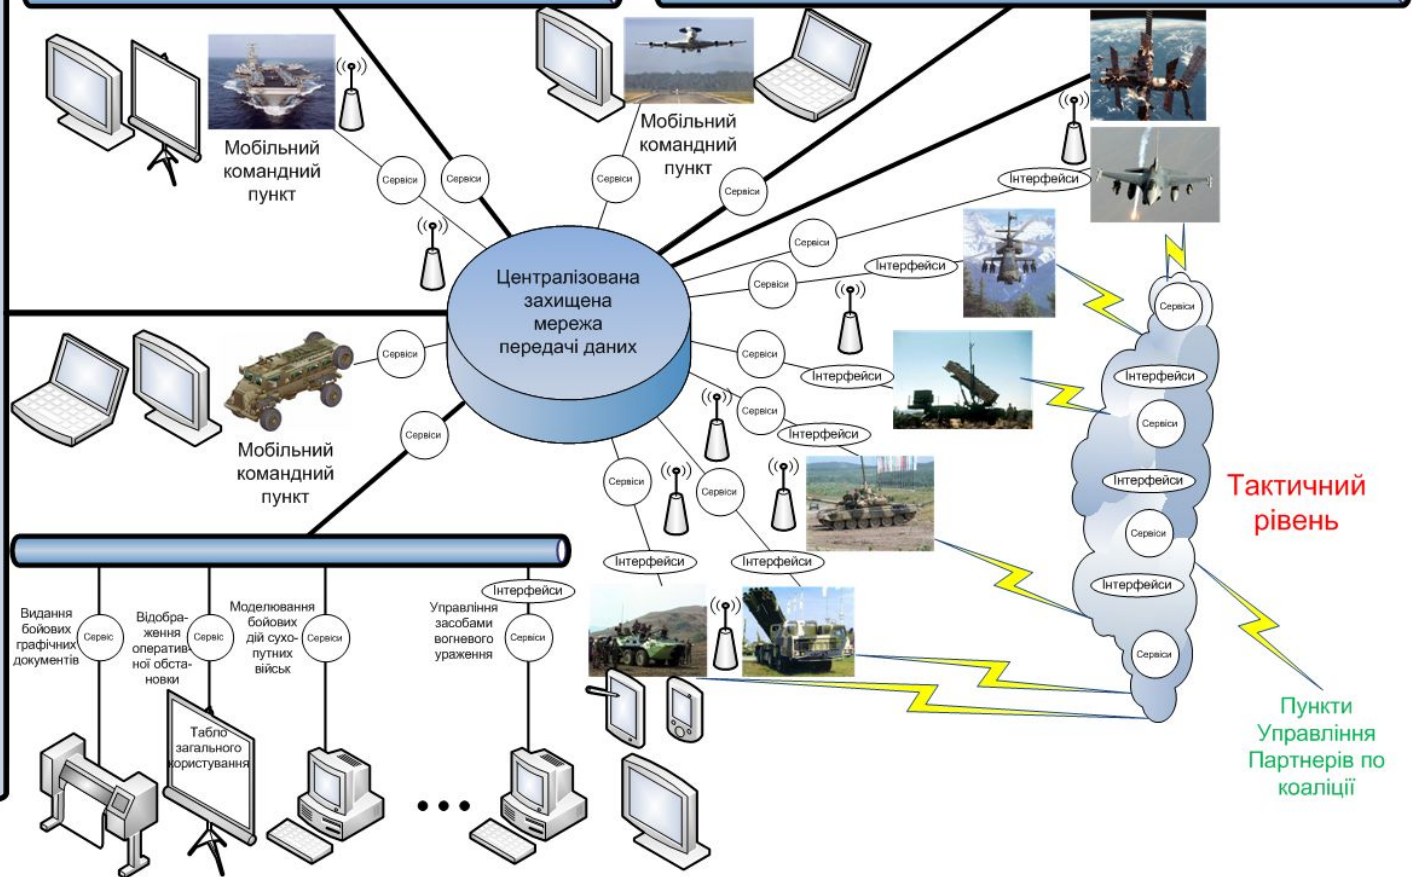 Мобільний
командний
пункт
Мобільний
командний
пункт
Сервіси
Сервіси
Сервіси
Сервіси
Інтерфейси
Сервіси
Інтерфейси
Сервіси
Централізована
захищена
мережа
передачі даних
Сервіси
Сервіси
Інтерфейси
Сервіси
Інтерфейси
Мобільний
командний
пункт
Сервіси
Сервіси
Сервіси
Інтерфейси
Інтерфейси
Сервіси
Інтерфейси
Сервіси
Інтерфейси
Сервіси
Інтерфейси
Сервіси
Тактичний
рівень
Видання
бойових
графічних
документів
Сервіс
Відобра-
ження
оператив-
ної обста-
новки
Сервіс
Моделювання
бойових
дій сухо-
путних
військ
Сервіси
Управління
засобами
вогневого
ураження
Інтерфейси
Сервіси
Табло
загального
користування
Пункти
Управління
Партнерів по
коаліції